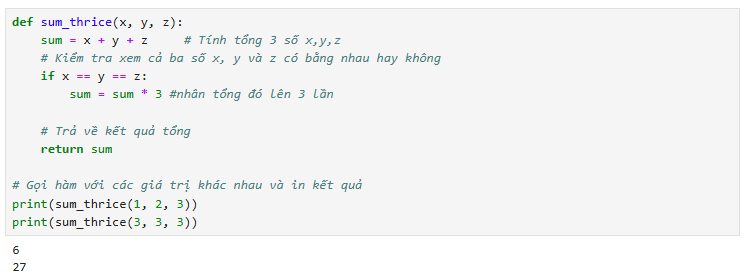 def sum_thrice(x, y, z):
    sum = x + y + z     # Tính tổng 3 số x,y,z
    # Kiểm tra xem cả ba số x, y và z có bằng nhau hay không
    if x == y == z:
        sum = sum * 3 #nhân tổng đó lên 3 lần
    # Trả về kết quả tổng
    return sum
# Gọi hàm với các giá trị khác nhau và in kết quả
print(sum_thrice(1, 2, 3))
print(sum_thrice(3, 3, 3))
6
27